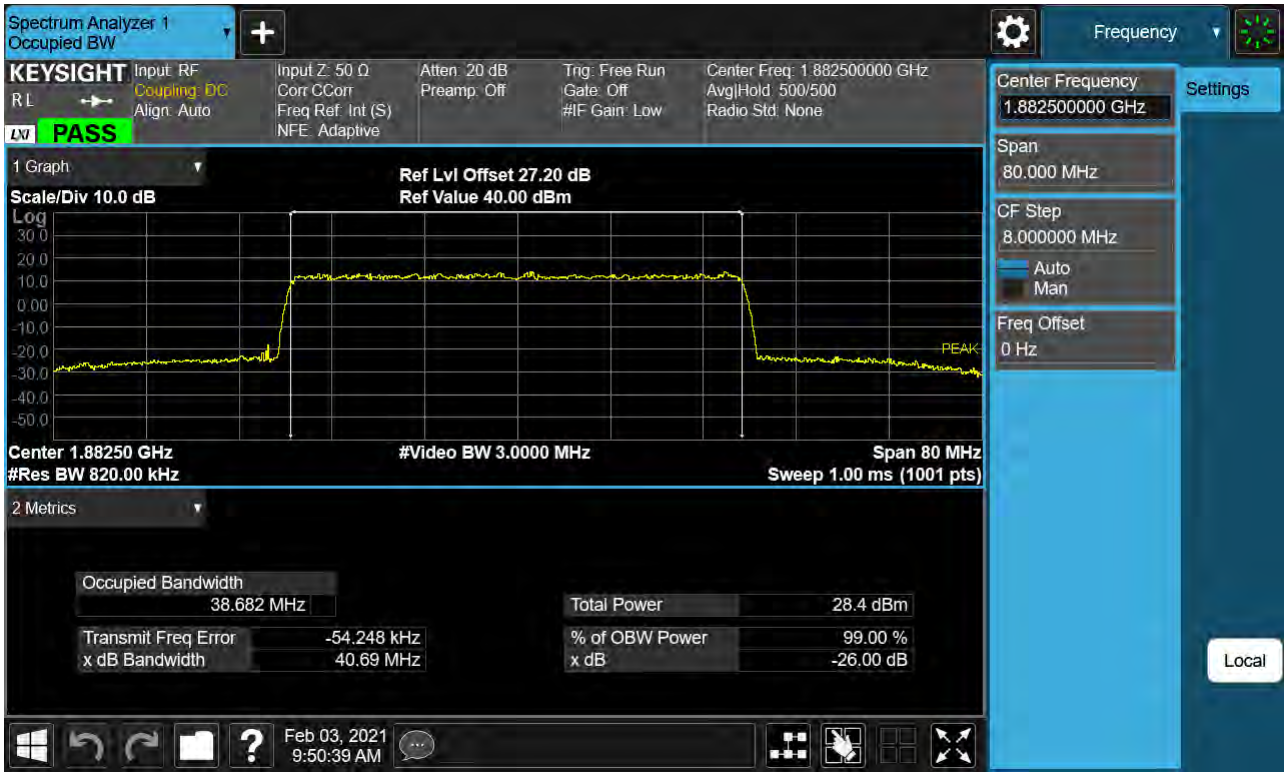 Spectrum Analyzer 1
Occupied BW
+
Frequency
KEYSIGHT
R L
LXI
PASS
Input: RF
Coupling: DC
Align: Auto
Input Z: 50 Ω
Corr CCorr
Freq Ref: Int (S)
NFE: Adaptive
Atten: 20 dB
Preamp: Off
Trig: Free Run
Gate: Off
#IF Gain: Low
Center Freq: 1.882500000 GHz
Avg|Hold: 500/500
Radio Std: None
Center Frequency
1.882500000 GHz
Settings
Span
80.000 MHz
CF Step
8.000000 MHz
Auto
Man
Freq Offset
0 Hz
1 Graph
Scale/Div 10.0 dB
Ref Lvl Offset 27.20 dB
Ref Value 40.00 dBm
Log
30.0
20.0
10.0
0.00
-10.0
-20.0
-30.0
-40.0
-50.0
PEAK
Center 1.88250 GHz
#Video BW 3.0000 MHz
Span 80 MHz
#Res BW 820.00 kHz
Sweep 1.00 ms (1001 pts)
2 Metrics
Occupied Bandwidth
38.682 MHz
Total Power 28.4 dBm
Transmit Freq Error -54.248 kHz
% of OBW Power 99.00 %
x dB Bandwidth 40.69 MHz
x dB -26.00 dB
Local
?
Feb 03, 2021
9:50:39 AM